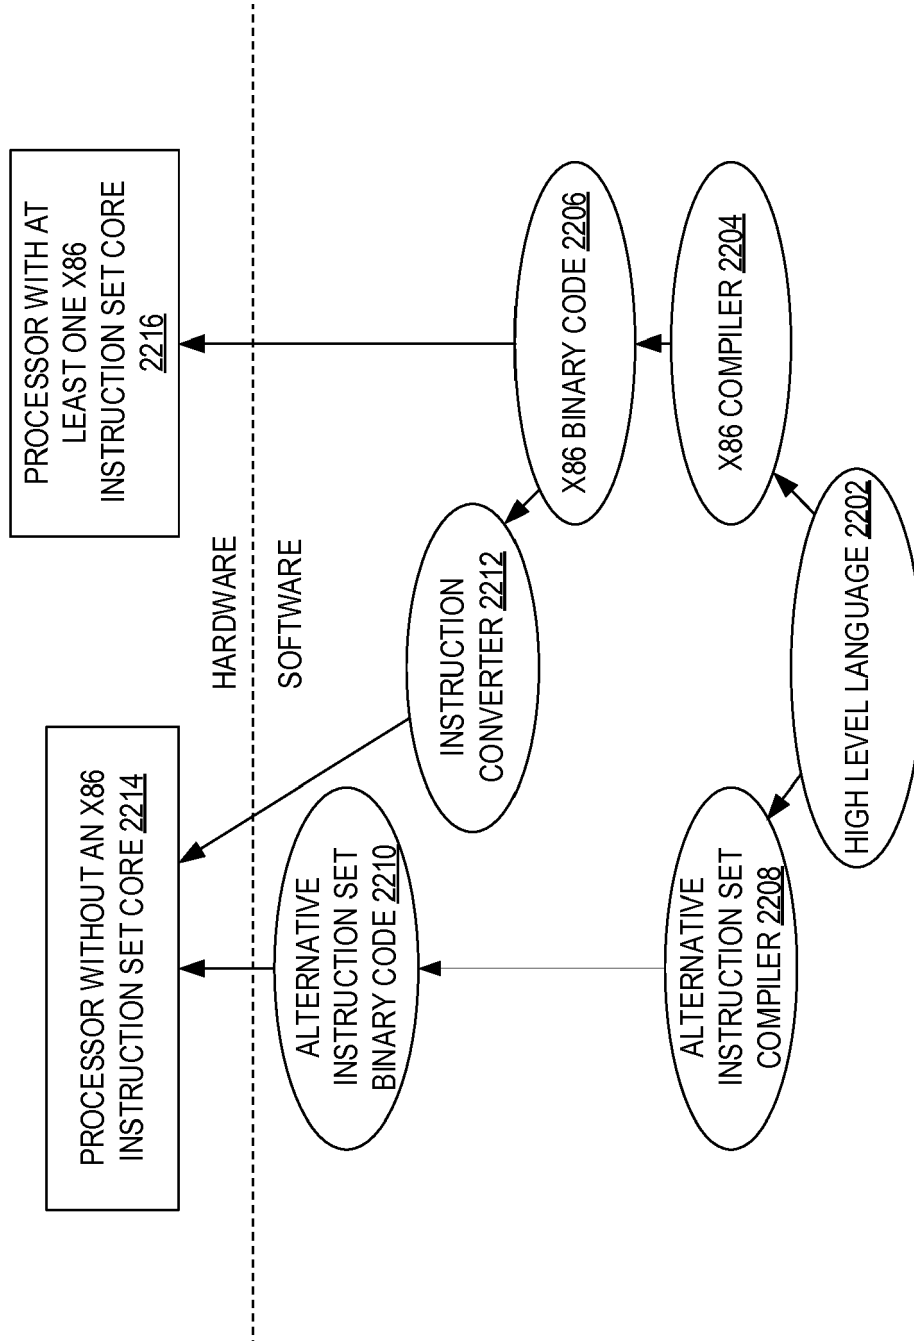 PROCESSOR WITHOUT AN X86
INSTRUCTION SET CORE 2214
PROCESSOR WITH AT
LEAST ONE X86
INSTRUCTION SET CORE
2216
HARDWARE
SOFTWARE
ALTERNATIVE
INSTRUCTION SET
BINARY CODE 2210
INSTRUCTION
CONVERTER 2212
X86 BINARY CODE 2206
ALTERNATIVE
INSTRUCTION SET
COMPILER 2208
X86 COMPILER 2204
HIGH LEVEL LANGUAGE 2202